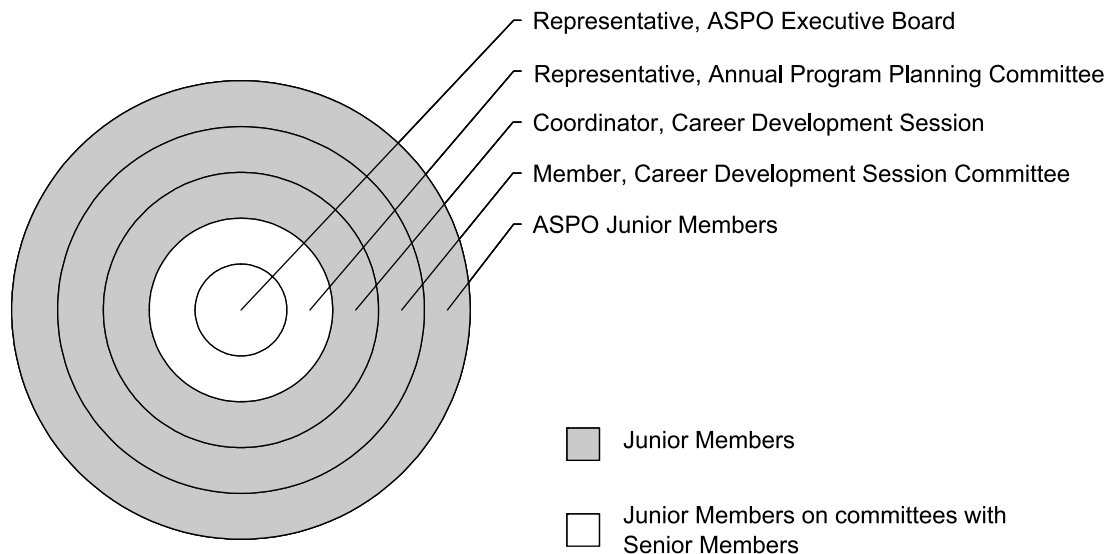 Representative, ASPO Executive Board
Representative, Annual Program Planning Committee
Coordinator, Career Development Session
Member, Career Development Session Committee
ASPO Junior Members
Junior Members
Junior Members on committees with
Senior Members